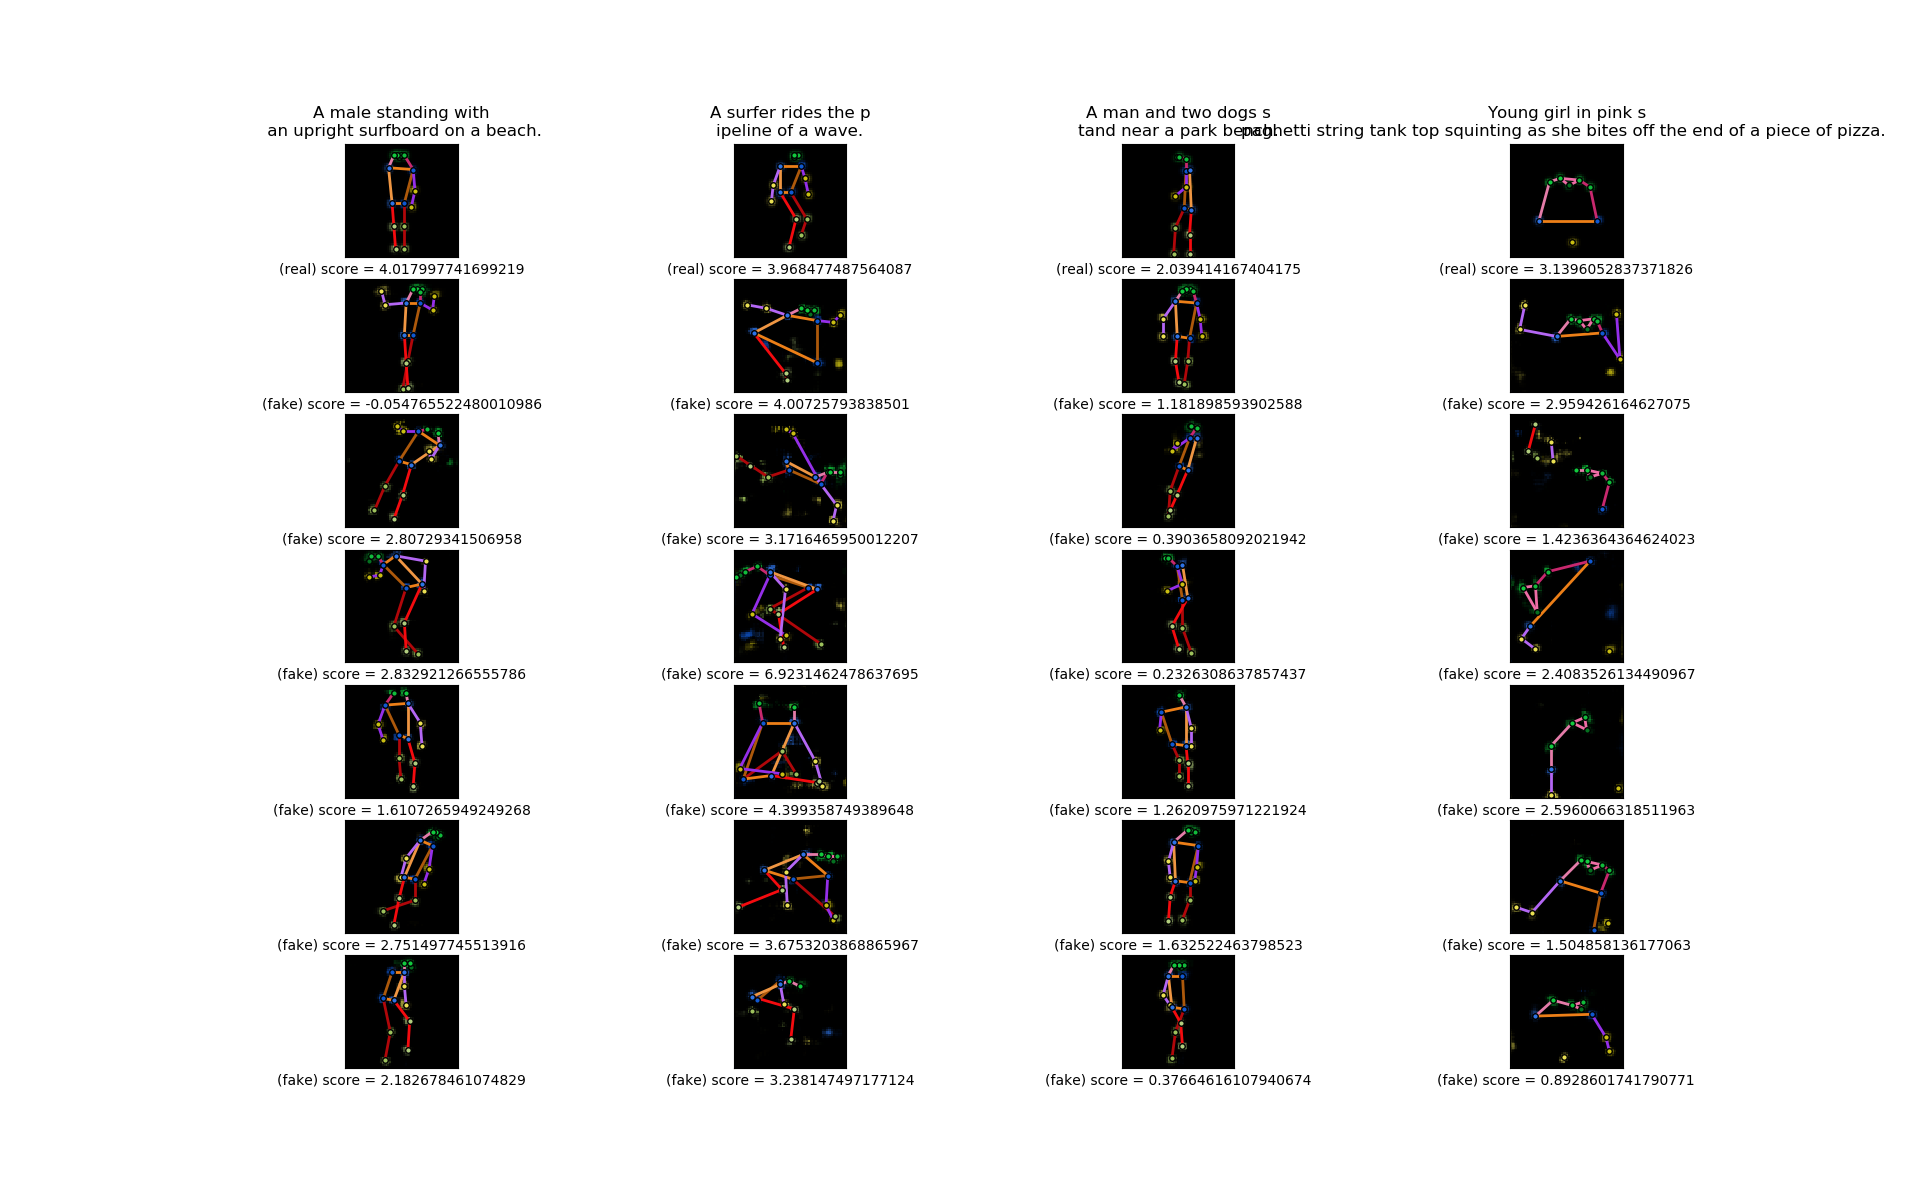 A male standing with
an upright surfboard on a beach.
A surfer rides the p
ipeline of a wave.
A man and two dogs s
tand near a park bench.
Young girl in pink s
paghetti string tank top squinting as she bites off the end of a piece of pizza.
(real) score = 4.017997741699219
(real) score = 3.968477487564087
(real) score = 2.039414167404175
(real) score = 3.1396052837371826
(fake) score = -0.054765522480010986
(fake) score = 4.00725793838501
(fake) score = 1.181898593902588
(fake) score = 2.959426164627075
(fake) score = 2.80729341506958
(fake) score = 3.1716465950012207
(fake) score = 0.3903658092021942
(fake) score = 1.4236364364624023
(fake) score = 2.832921266555786
(fake) score = 6.9231462478637695
(fake) score = 0.2326308637857437
(fake) score = 2.4083526134490967
(fake) score = 1.6107265949249268
(fake) score = 4.399358749389648
(fake) score = 1.2620975971221924
(fake) score = 2.5960066318511963
(fake) score = 2.751497745513916
(fake) score = 3.6753203868865967
(fake) score = 1.632522463798523
(fake) score = 1.504858136177063
(fake) score = 2.182678461074829
(fake) score = 3.238147497177124
(fake) score = 0.37664616107940674
(fake) score = 0.8928601741790771